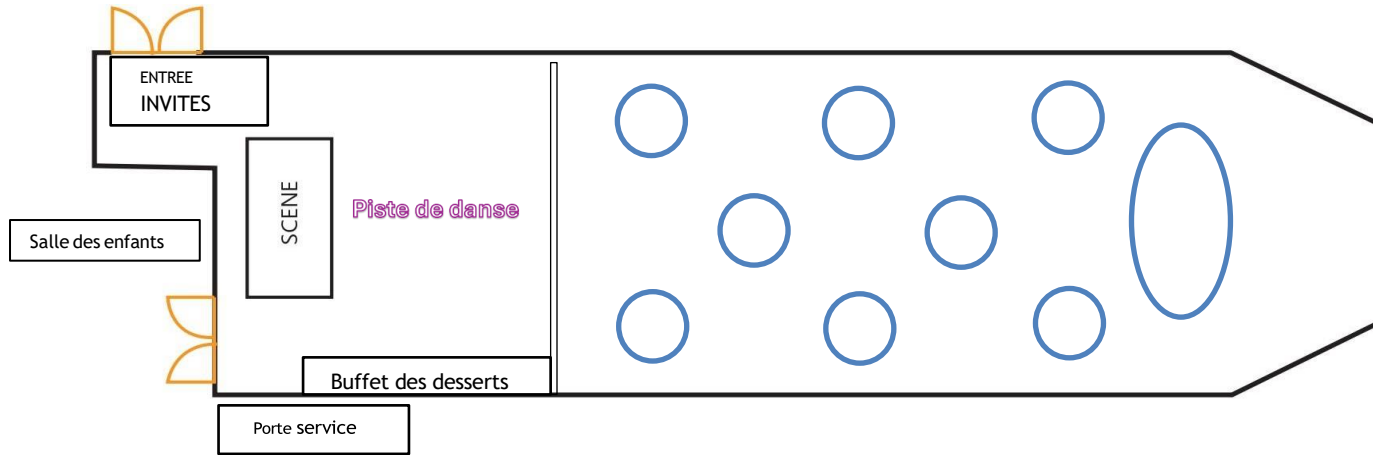 ENTREE
INVITES
SCENE
Piste de danse
Salle des enfants
Buffet des desserts
Porte service